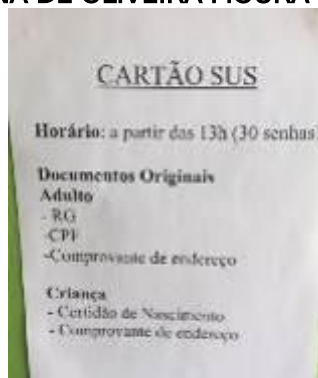 DE OLIVEIRA MOURA
CARTÃO SUS
Horário: a partir das 13h (30 senhas)
Documentos Originais
Adulto
- RG
-CPF
-Comprovante de endereço
Criança
- Certidão de Nascimento
- Comprovante de endereço